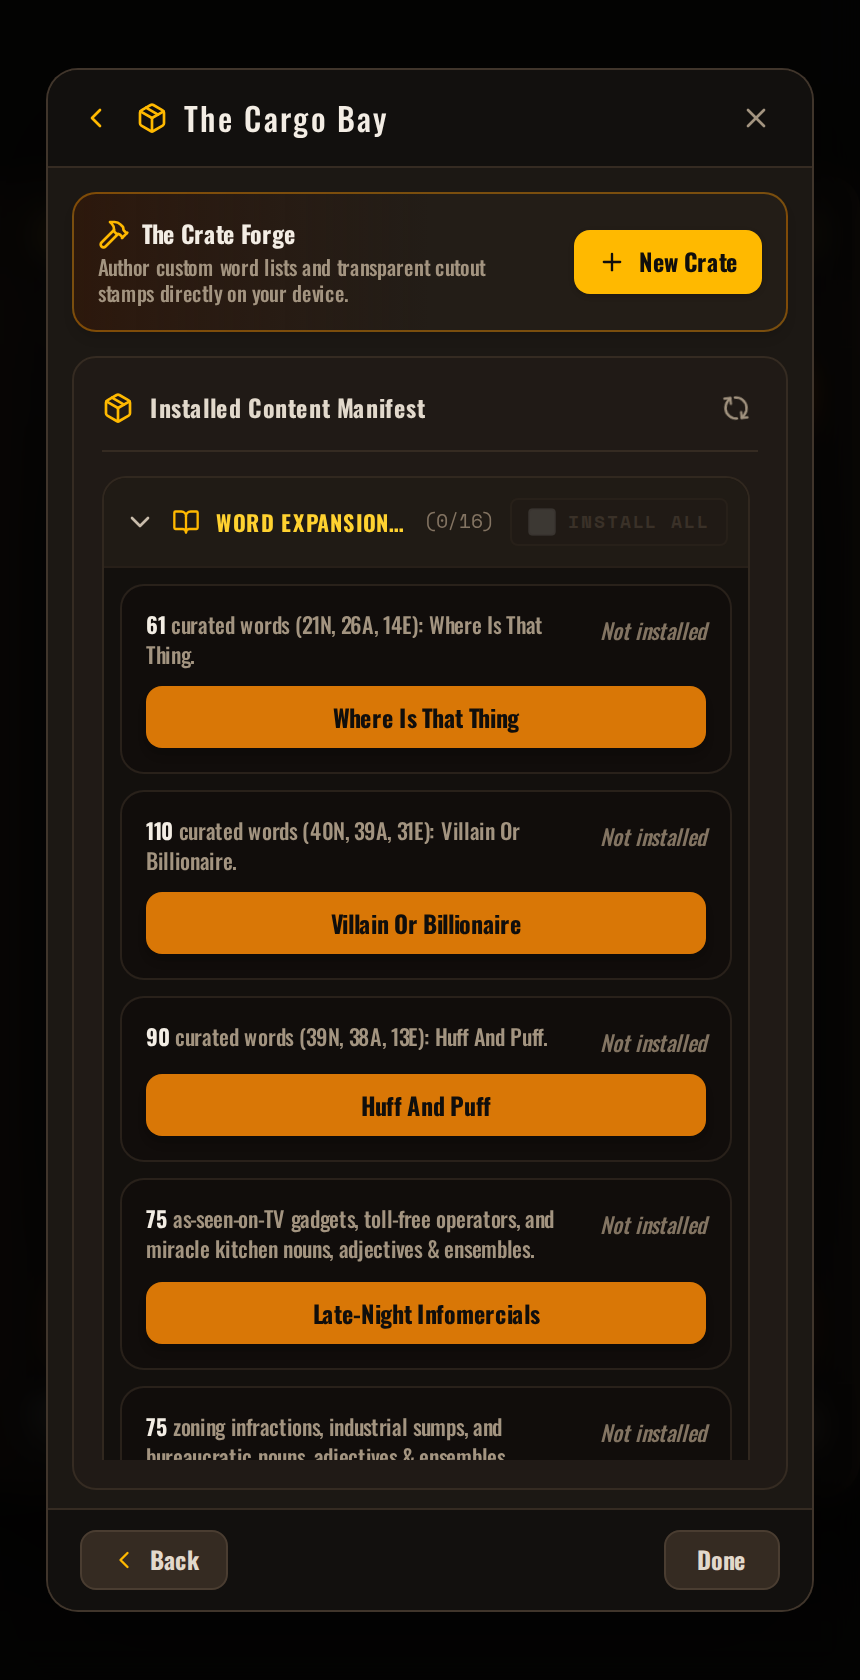 The Cargo Bay
The Crate Forge
Author custom word lists and transparent cutout
stamps directly on your device.
New Crate
Installed Content Manifest
WORD EXPANSION... (0/16) INSTALL ALL
61 curated words (21N, 26A, 14E): Where Is That
Thing.
Not installed
Where Is That Thing
110 curated words (40N, 39A, 31E): Villain Or
Billionaire.
Not installed
Villain Or Billionaire
90 curated words (39N, 38A, 13E): Huff And Puff.
Not installed
Huff And Puff
75 as-seen-on-TV gadgets, toll-free operators, and
miracle kitchen nouns, adjectives & ensembles.
Not installed
Late-Night Infomercials
75 zoning infractions, industrial sumps, and
bureaucratic nouns, adjectives & ensembles
Not installed
Back
Done